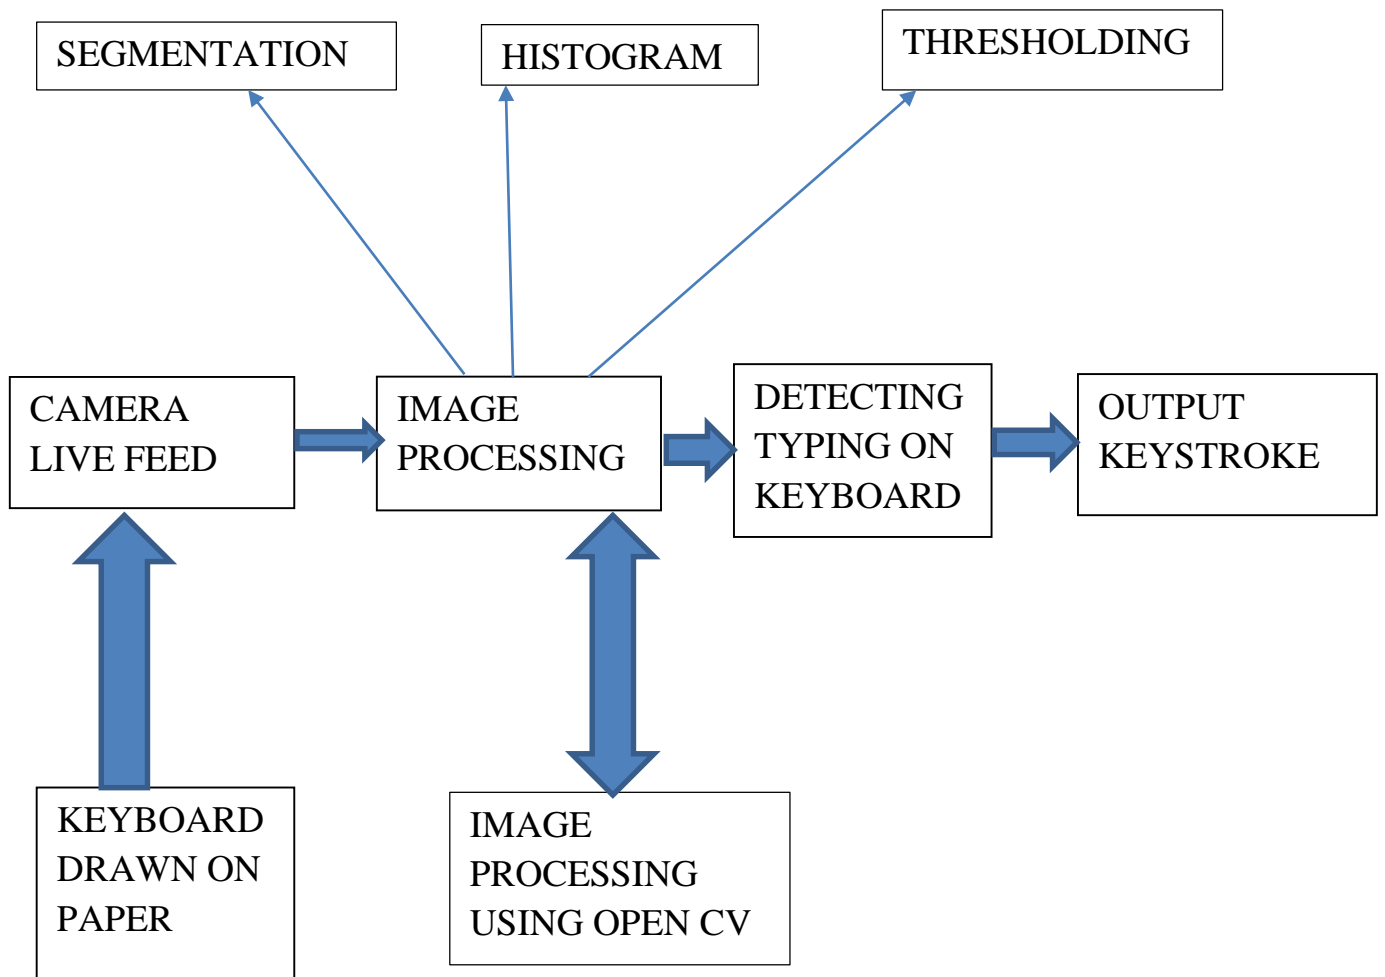 SEGMENTATION
HISTOGRAM
THRESHOLDING
CAMERA
LIVE FEED
IMAGE
PROCESSING
DETECTING
TYPING ON
KEYBOARD
OUTPUT
KEYSTROKE
KEYBOARD
DRAWN ON
PAPER
IMAGE
PROCESSING
USING OPEN CV